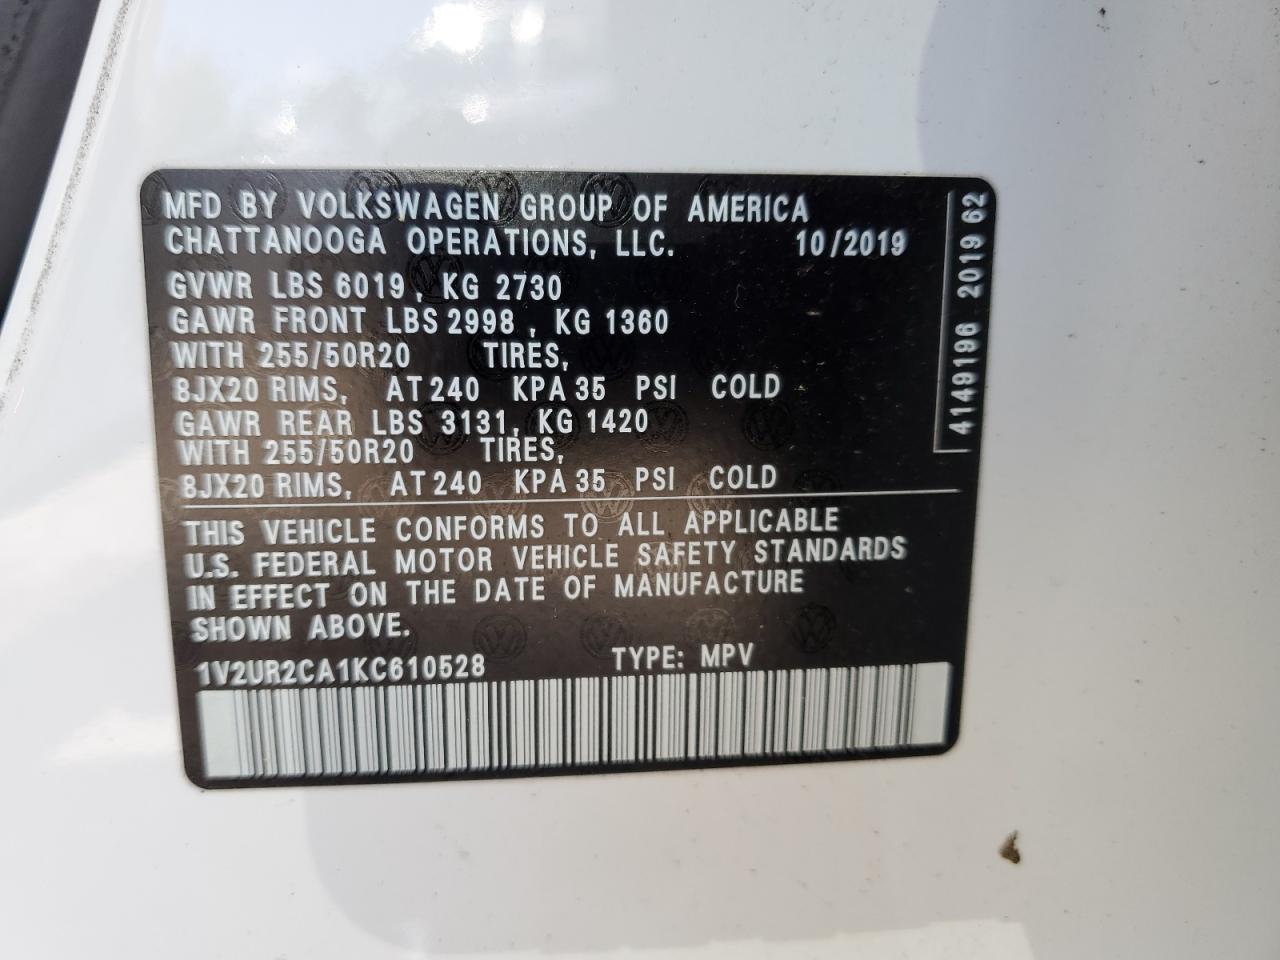 MFD BY VOLKSWAGEN GROUP OF AMERICA
CHATTANOOGA OPERATIONS, LLC. 10/2019
GVWR LBS 6019, KG 2730
GAWR FRONT LBS 2998, KG 1360
WITH 255/50R20 TIRES,
8JX20 RIMS, AT 240 KPA 35 PSI COLD
GAWR REAR LBS 3131, KG 1420
WITH 255/50R20 TIRES,
8JX20 RIMS, AT 240 KPA 35 PSI COLD
THIS VEHICLE CONFORMS TO ALL APPLICABLE
U.S. FEDERAL MOTOR VEHICLE SAFETY STANDARDS
IN EFFECT ON THE DATE OF MANUFACTURE
SHOWN ABOVE.
1V2UR2CA1KC610528 TYPE: MPV
4149196 2019 62